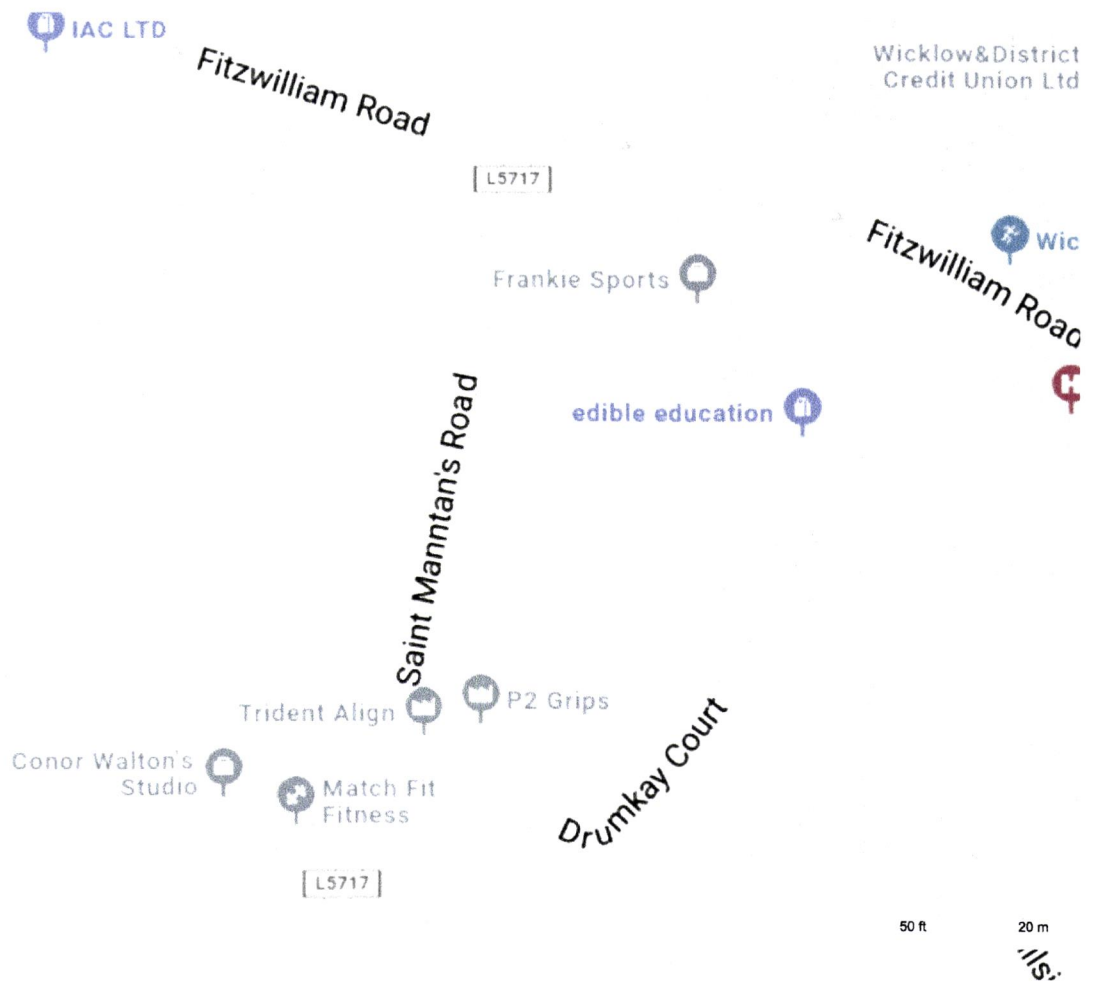 IAC LTD
Fitzwilliam Road
Wicklow&District
Credit Union Ltd
L5717
Fitzwilliam Road
Wic
Frankie Sports
edible education
Saint Manntan's Road
Trident Align
P2 Grips
Conor Walton's
Studio
Match Fit
Fitness
Drumkay Court
L5717
50 ft
20 m